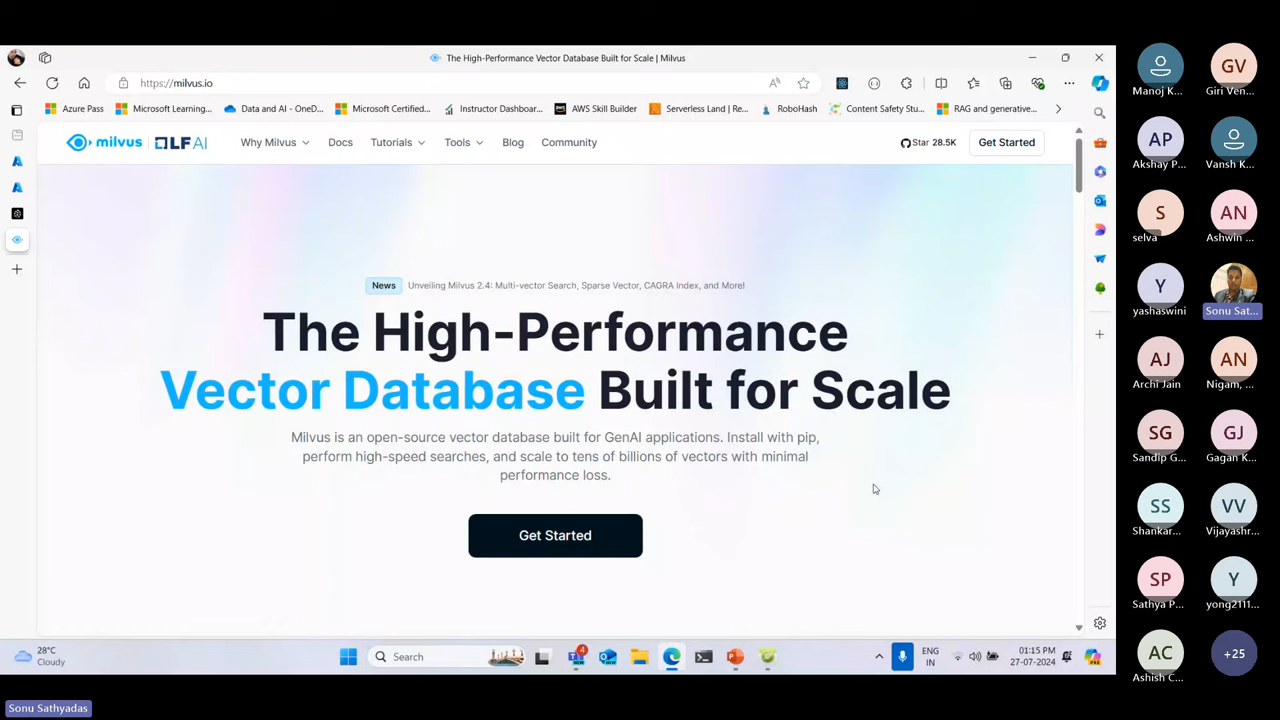 The High-Performance Vector Database Built for Scale | Milvus
https://milvus.io
Azure Pass
Microsoft Learning...
Data and AI - OneD...
Microsoft Certified...
Instructor Dashboar...
AWS Skill Builder
Serverless Land | Re...
RoboHash
Content Safety Stu...
RAG and generative...
milvus
LF AI
Why Milvus
Docs
Tutorials
Tools
Blog
Community
Star 28.5K
Get Started
News
Unveiling Milvus 2.4: Multi-vector Search, Sparse Vector, CAGRA Index, and More!
The High-Performance
Vector Database Built for Scale
Milvus is an open-source vector database built for GenAI applications. Install with pip,
perform high-speed searches, and scale to tens of billions of vectors with minimal
performance loss.
Get Started
28°C
Cloudy
Search
4
ENG
IN
01:15 PM
27-07-2024
Manoj K...
GV
Giri Ven...
AP
Akshay P...
Vansh K...
S
selva
AN
Ashwin ...
Y
yashaswini
Sonu Sat...
AJ
Archi Jain
AN
Nigam, ...
SG
Sandip G...
GJ
Gagan K...
SS
Shankar...
VV
Vijayashr...
SP
Sathya P...
Y
yong2111...
AC
Ashish C...
+25
Sonu Sathyadas